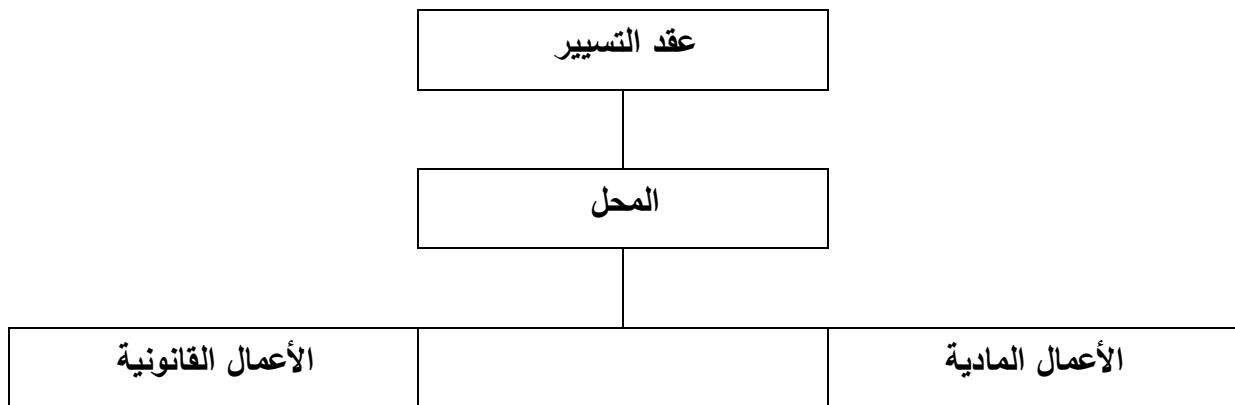 عقد التسيير
المحل
الأعمال المادية
الأعمال القانونية